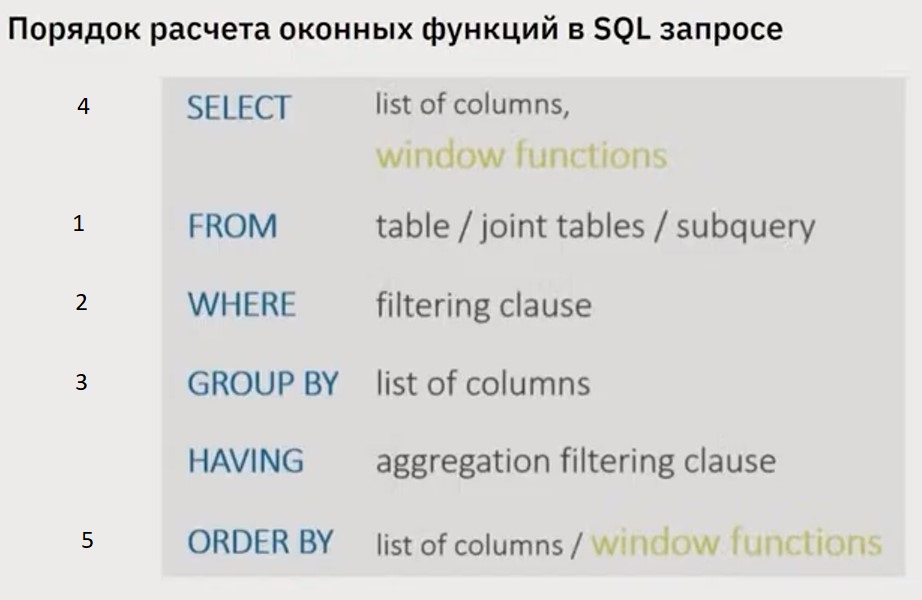 Порядок расчета оконных функций в SQL запросе
4 SELECT list of columns,
window functions
1 FROM table / joint tables / subquery
2 WHERE filtering clause
3 GROUP BY list of columns
HAVING aggregation filtering clause
5 ORDER BY list of columns / window functions